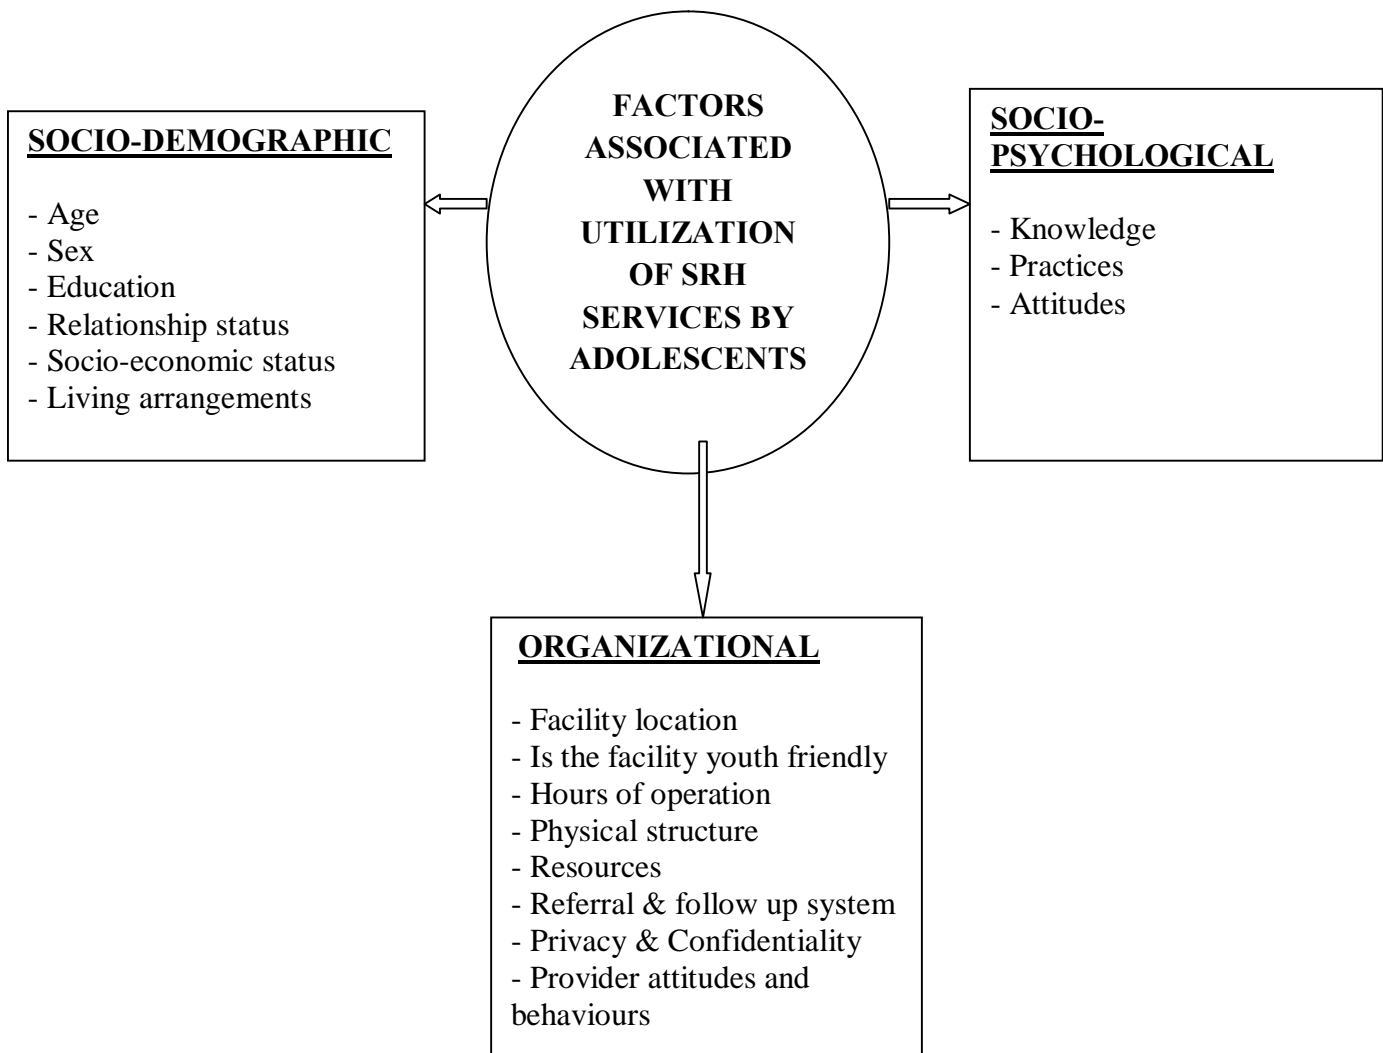 FACTORS
ASSOCIATED
WITH
UTILIZATION
OF SRH
SERVICES BY
ADOLESCENTS
SOCIO-DEMOGRAPHIC
- Age
- Sex
- Education
- Relationship status
- Socio-economic status
- Living arrangements
SOCIO-
PSYCHOLOGICAL
- Knowledge
- Practices
- Attitudes
ORGANIZATIONAL
- Facility location
- Is the facility youth friendly
- Hours of operation
- Physical structure
- Resources
- Referral & follow up system
- Privacy & Confidentiality
- Provider attitudes and
behaviours